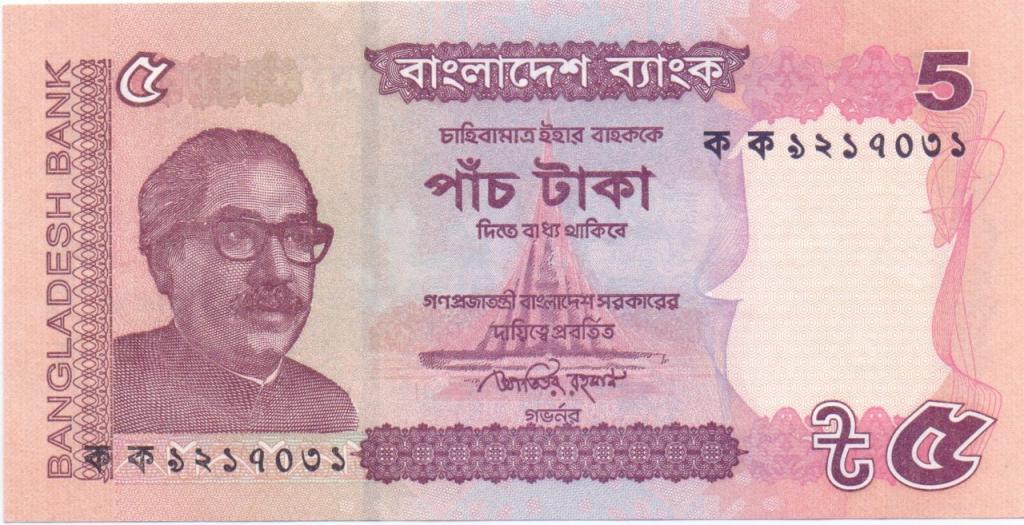 BANGLADESH BANK
৫
বাংলাদেশ ব্যাংক
5
চাহিবামাত্র ইহার বাহককে
ক ক ৯২১৭০৩১
পাঁচ টাকা
দিতে বাধ্য থাকিবে
গণপ্রজাতন্ত্রী বাংলাদেশ সরকারের
দায়িত্বে প্রবর্তিত
আতিউর রহমান
গভর্নর
ক ক ৯২১৭০৩১
৳ ৫